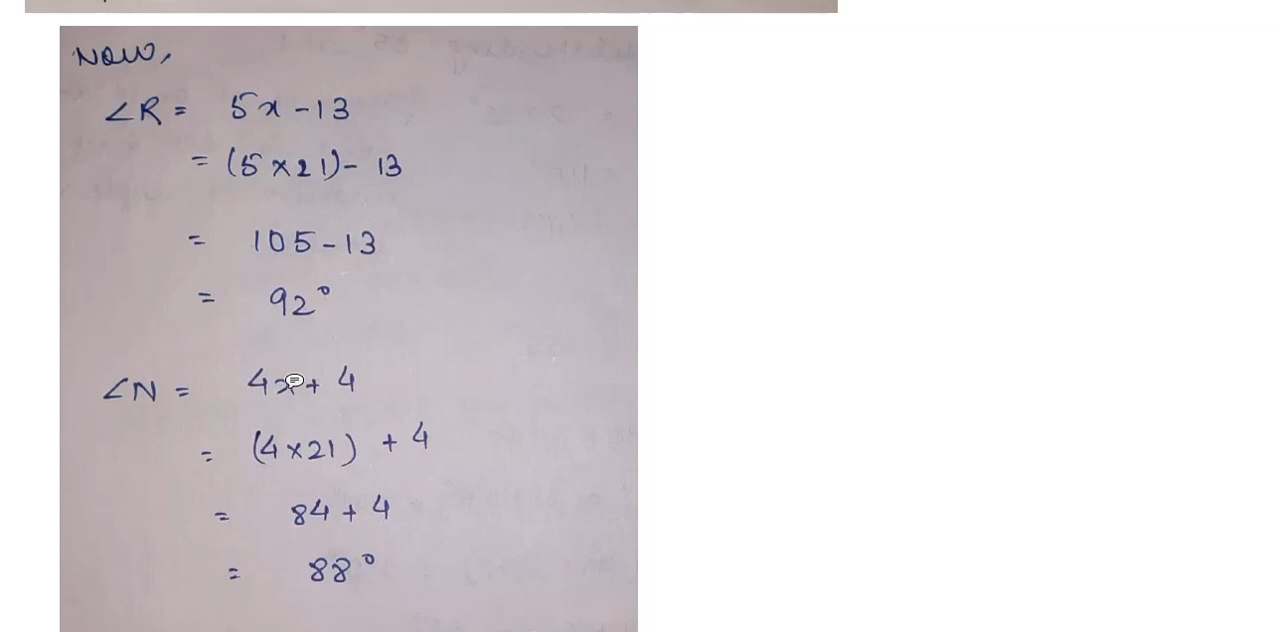 Now,
∠R = 5x - 13
= (5 × 21) - 13
= 105 - 13
= 92°
∠N = 4x + 4
= (4 × 21) + 4
= 84 + 4
= 88°